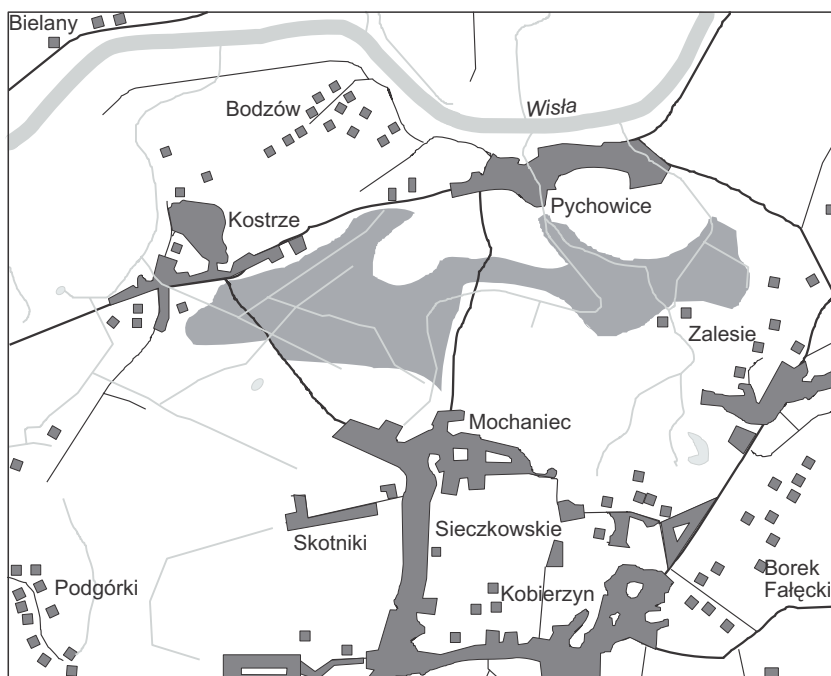 Bielany
Bodzów
Wisła
Kostrze
Pychowice
Zalesie
Mochaniec
Skotniki
Sieczkowskie
Podgórki
Kobierzyn
Borek
Fałęcki